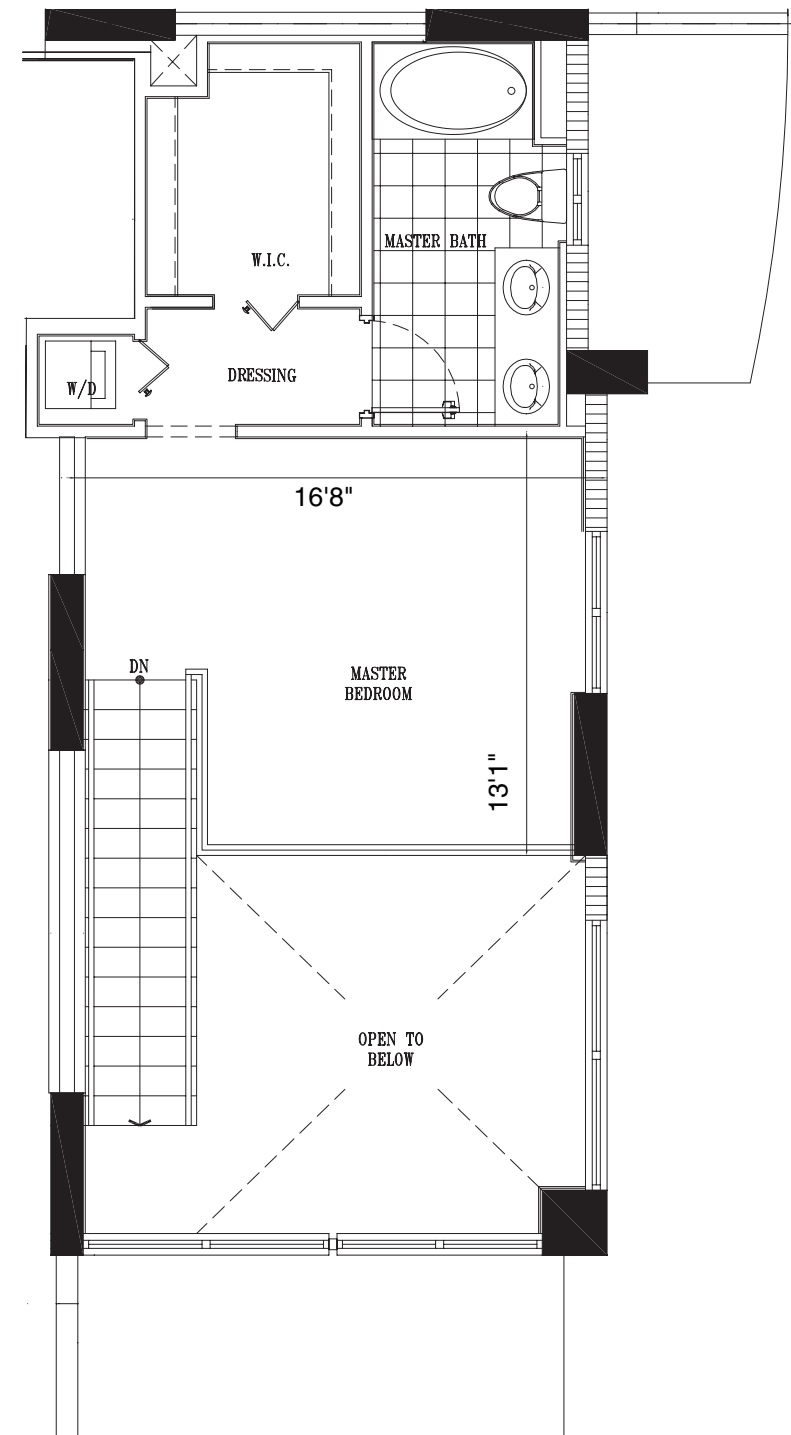 MASTER BATH
W.I.C.
DRESSING
W/D
16'8"
DN
MASTER
BEDROOM
13'1"
OPEN TO
BELOW